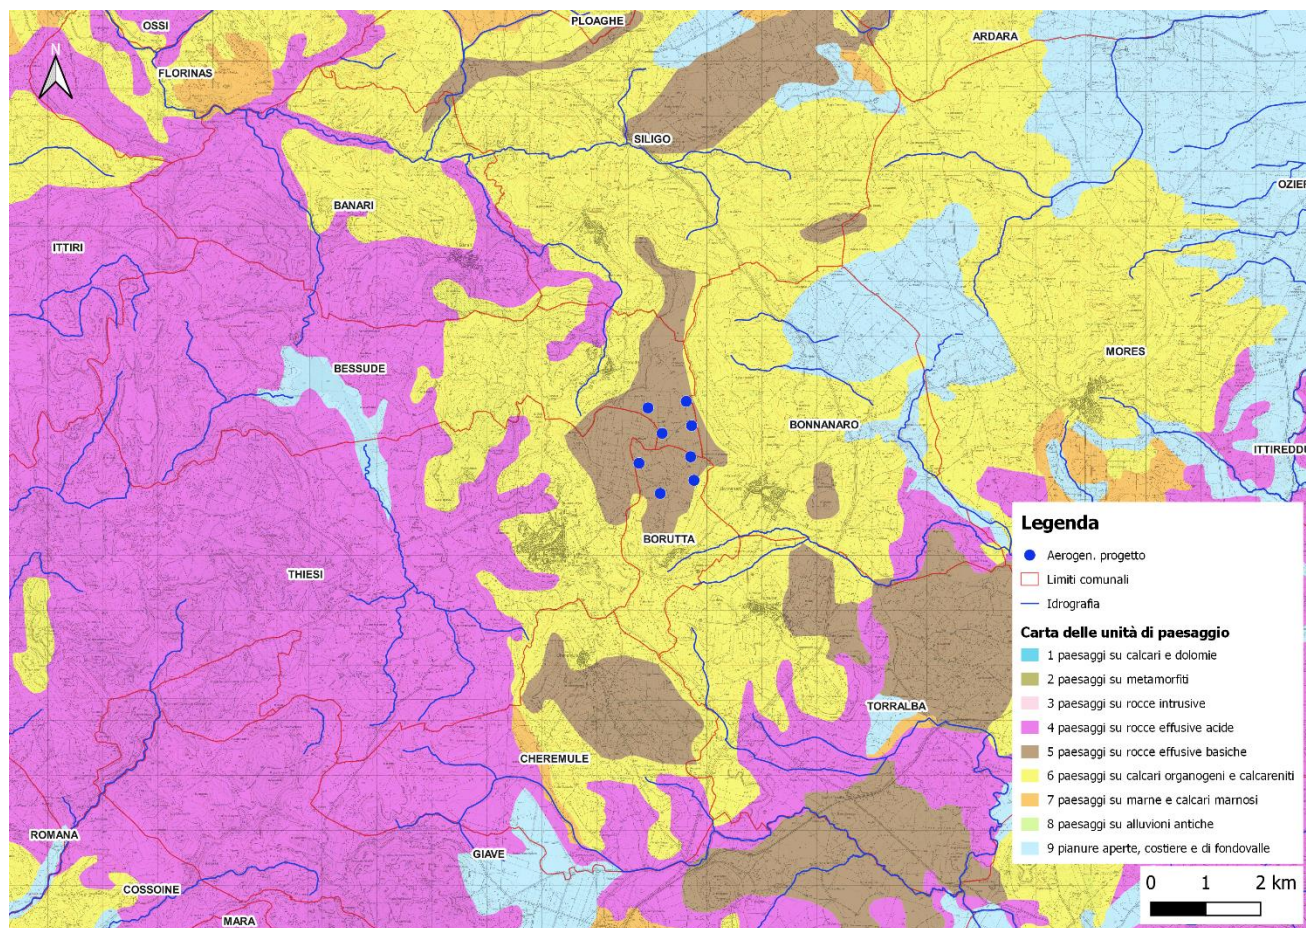 OSSI
PLOAGHE
ARDARA
N
FLORINAS
SILIGO
OZIER
BANARI
ITTIRI
MORES
BESSUDE
BONNANARO
ITTIREDDU
BORUTTA
THIESI
TORRALBA
CHEREMULE
ROMANA
GIAVE
COSSOINE
MARA
Legenda
Aerogen. progetto
Limiti comunali
Idrografia
Carta delle unità di paesaggio
1 paesaggi su calcari e dolomie
2 paesaggi su metamorfiti
3 paesaggi su rocce intrusive
4 paesaggi su rocce effusive acide
5 paesaggi su rocce effusive basiche
6 paesaggi su calcari organogeni e calcareniti
7 paesaggi su marne e calcari marnosi
8 paesaggi su alluvioni antiche
9 pianure aperte, costiere e di fondovalle
0 1 2 km